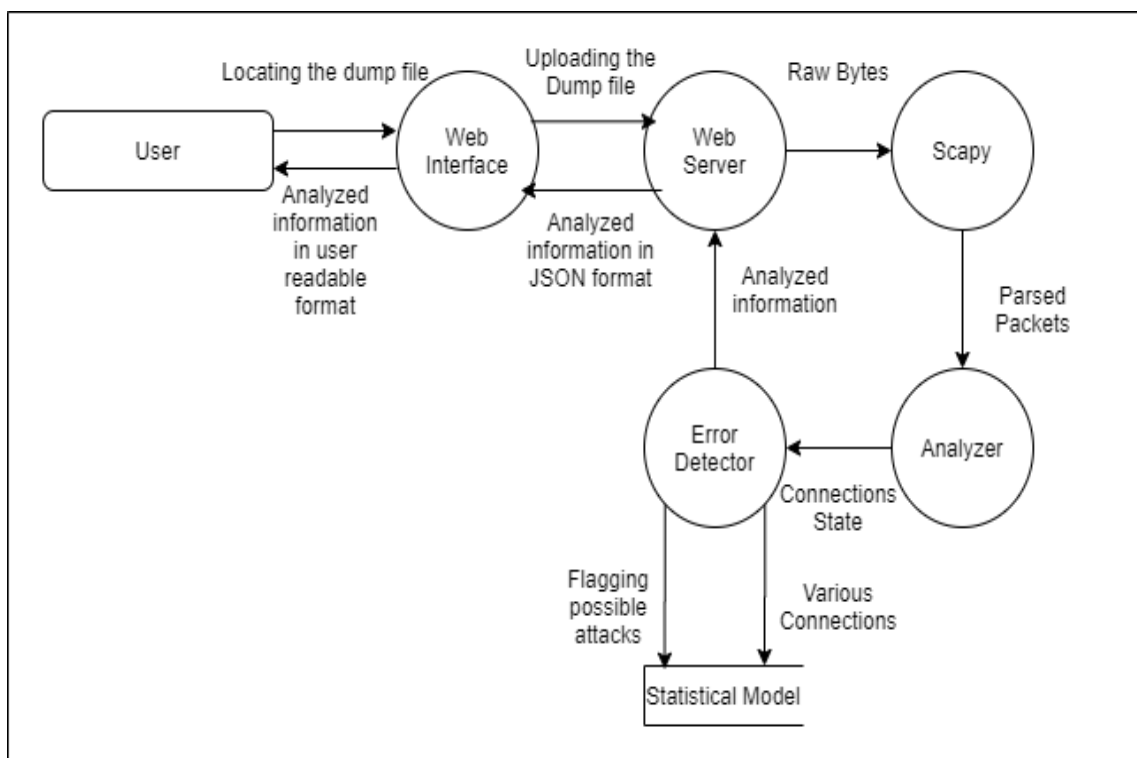 Locating the dump file
Uploading the
Dump file
Raw Bytes
User
Web
Interface
Web
Server
Scapy
Analyzed
information
in user
readable
format
Analyzed
information in
JSON format
Analyzed
information
Parsed
Packets
Error
Detector
Analyzer
Connections
State
Flagging
possible
attacks
Various
Connections
Statistical Model